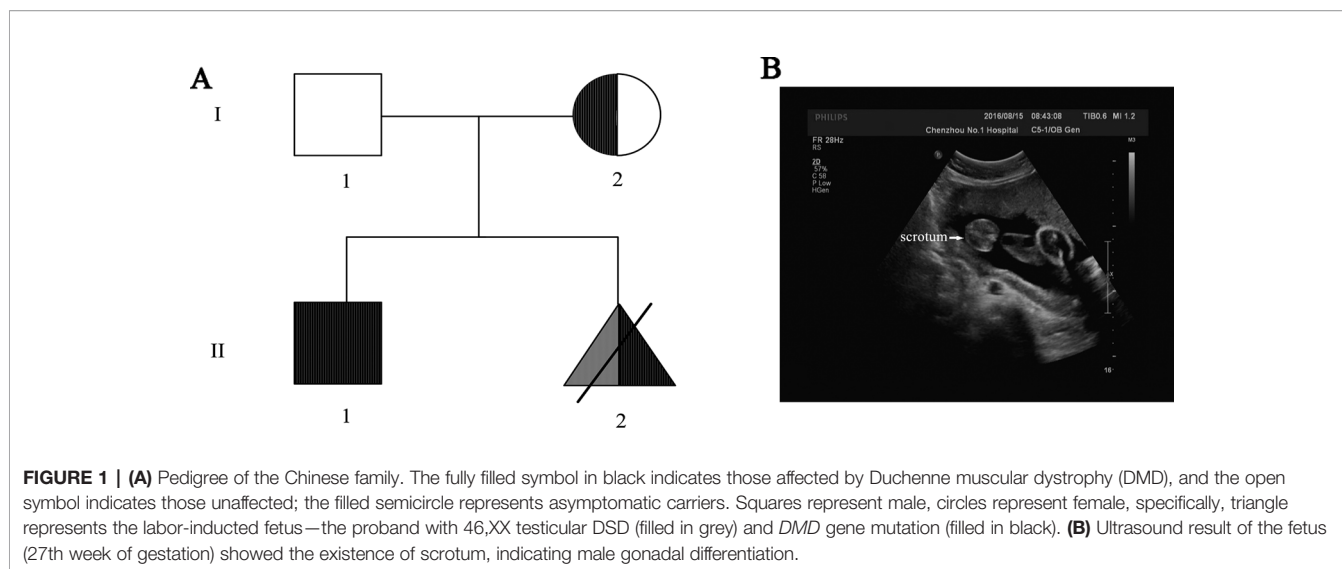 A
B
I
1
2
II
1
2
PHILIPS
2016/08/15 08:43:08 TIB0.6 MI 1.2
Chenzhou No.1 Hospital C5-1/OB Gen
FR 28Hz
RS
2D
57%
C 58
P Low
HGen
M3
scrotum
X
16
FIGURE 1 | (A) Pedigree of the Chinese family. The fully filled symbol in black indicates those affected by Duchenne muscular dystrophy (DMD), and the open
symbol indicates those unaffected; the filled semicircle represents asymptomatic carriers. Squares represent male, circles represent female, specifically, triangle
represents the labor-inducted fetus—the proband with 46,XX testicular DSD (filled in grey) and DMD gene mutation (filled in black). (B) Ultrasound result of the fetus
(27th week of gestation) showed the existence of scrotum, indicating male gonadal differentiation.